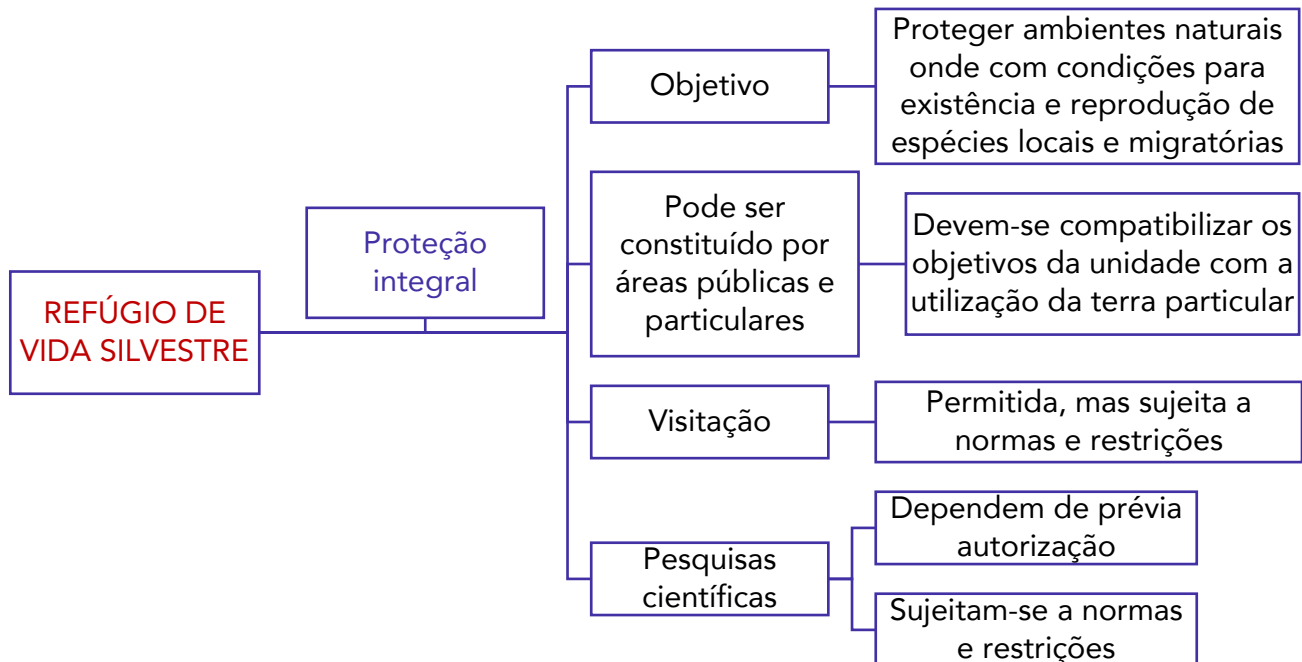 REFÚGIO DE
VIDA SILVESTRE
Proteção
integral
Objetivo
Proteger ambientes naturais
onde com condições para
existência e reprodução de
espécies locais e migratórias
Pode ser
constituído por
áreas públicas e
particulares
Devem-se compatibilizar os
objetivos da unidade com a
utilização da terra particular
Visitação
Permitida, mas sujeita a
normas e restrições
Pesquisas
científicas
Dependem de prévia
autorização
Sujeitam-se a normas
e restrições